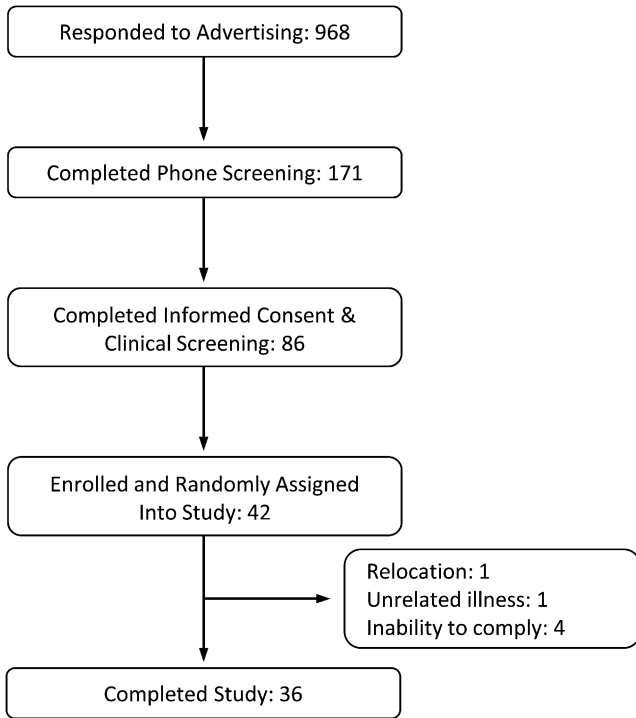 Responded to Advertising: 968
Completed Phone Screening: 171
Completed Informed Consent &
Clinical Screening: 86
Enrolled and Randomly Assigned
Into Study: 42
Relocation: 1
Unrelated illness: 1
Inability to comply: 4
Completed Study: 36